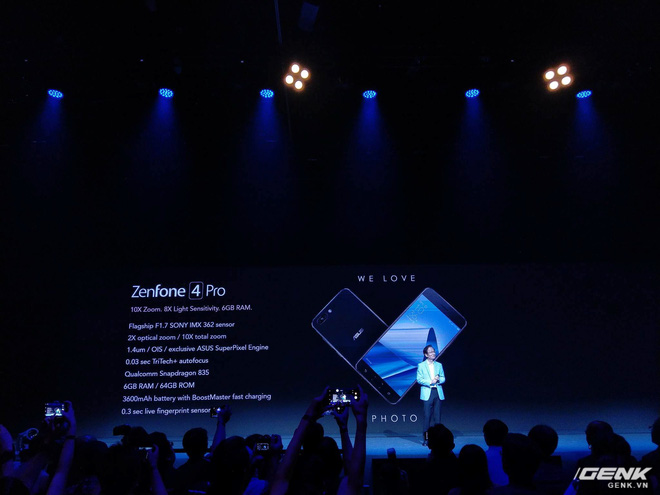 WE LOVE
Zenfone 4 Pro
10X Zoom. 8X Light Sensitivity. 6GB RAM.
Flagship F1.7 SONY IMX 362 sensor
2X optical zoom / 10X total zoom
1.4um / OIS / exclusive ASUS SuperPixel Engine
0.03 sec TriTech+ autofocus
Qualcomm Snapdragon 835
6GB RAM / 64GB ROM
3600mAh battery with BoostMaster fast charging
0.3 sec live fingerprint sensor
ASUS
PHOTO
GENK
GENK.VN